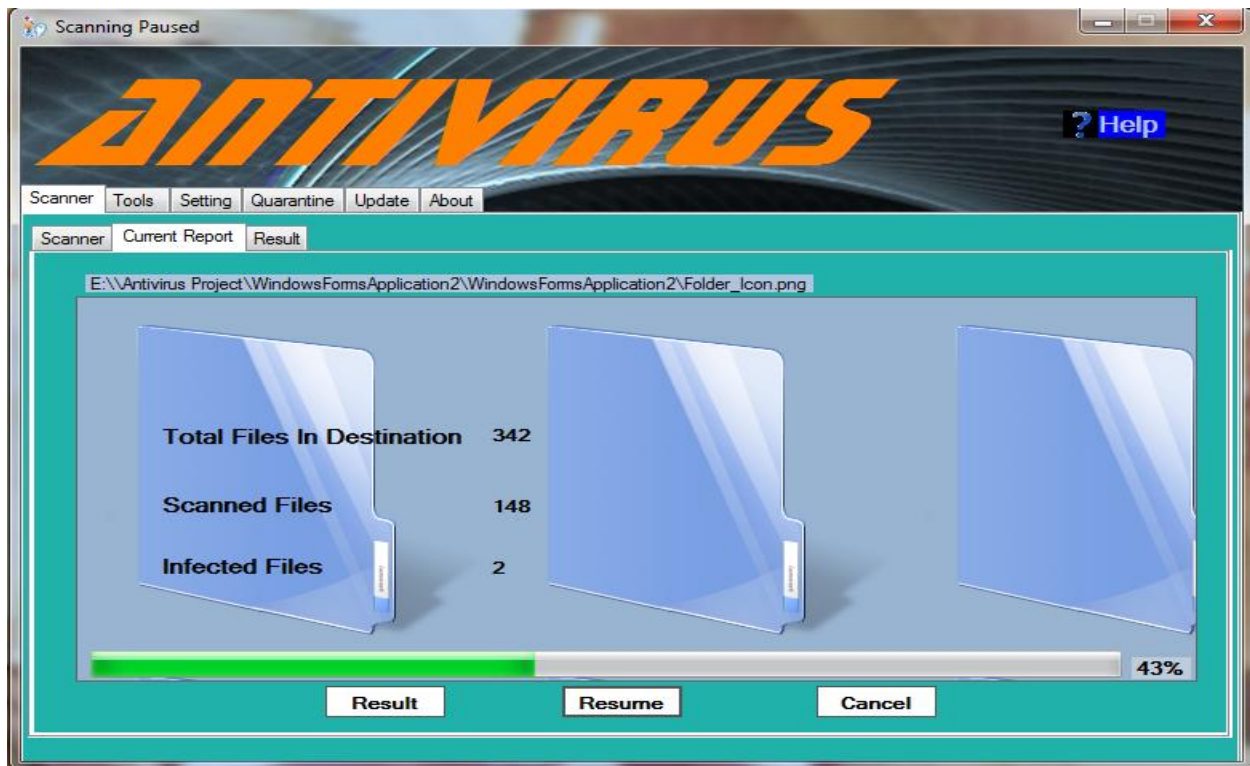 Scanning Paused
ANTIVIRUS
? Help
Scanner Tools Setting Quarantine Update About
Scanner Current Report Result
E:\\Antivirus Project\WindowsFormsApplication2\WindowsFormsApplication2\Folder_Icon.png
Total Files In Destination 342
Scanned Files 148
Infected Files 2
43%
Result Resume Cancel